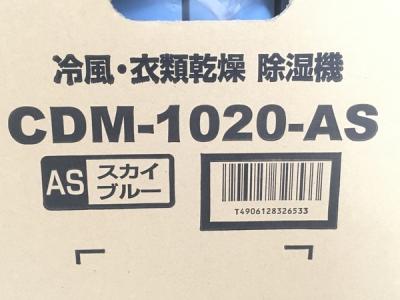 冷風・衣類乾燥 除湿機
CDM-1020-AS
AS スカイ
ブルー
T4906128326533